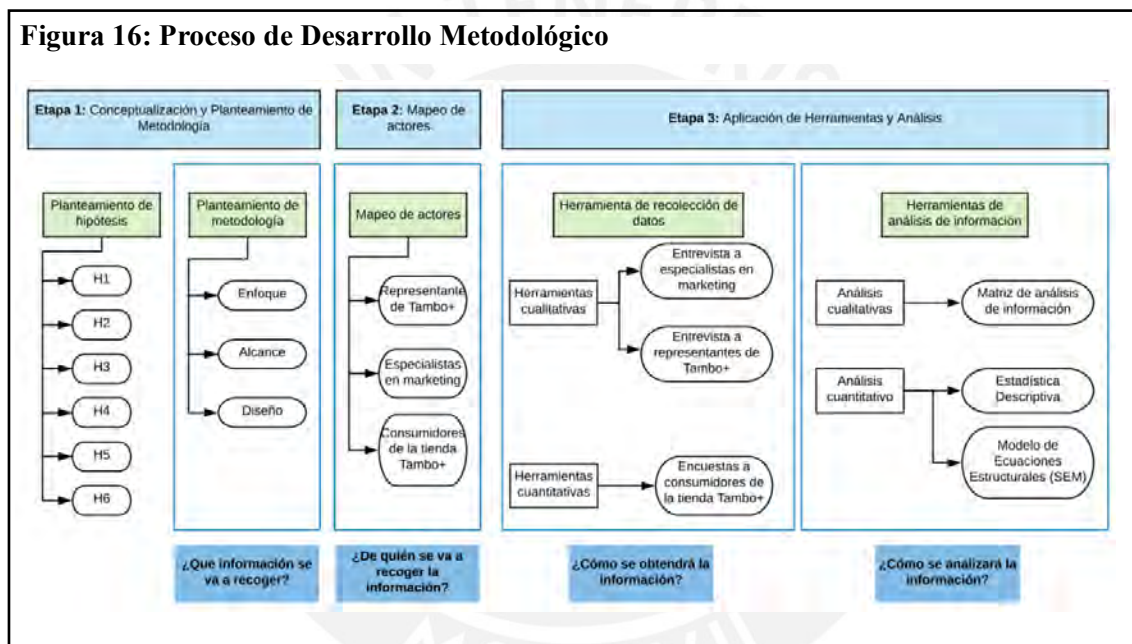 Figura 16: Proceso de Desarrollo Metodológico
Etapa 1: Conceptualización y Planteamiento de
Metodología
Etapa 2: Mapeo de
actores.
Etapa 3: Aplicación de Herramientas y Análisis
Planteamiento de
hipótesis
H1
H2
H3
H4
H5
H6
Planteamiento de
metodología
Enfoque
Alcance
Diseño
¿Que información se
va a recoger?
Mapeo de actores
Representante
de Tambo+
Especialistas
en marketing
Consumidores
de la tienda
Tambo+
¿De quién se va a
recoger la
información?
Herramienta de recolección de
datos
Herramientas
cualitativas
Entrevista a
especialistas en
marketing
Entrevista a
representantes de
Tambo+
Herramientas
cuantitativas
Encuestas a
consumidores de
la tienda Tambo+
¿Cómo se obtendrá la
información?
Herramientas de
análisis de información
Análisis
cualitativas
Matriz de análisis
de información
Análisis
cuantitativo
Estadística
Descriptiva
Modelo de
Ecuaciones
Estructurales (SEM)
¿Cómo se analizará la
información?